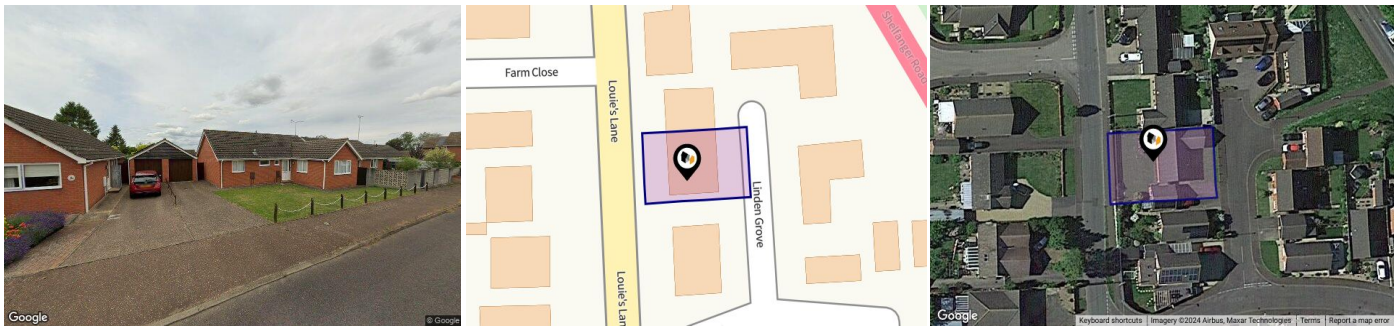 Google
© Google
Farm Close
Louie's Lane
Louie's Lan
Linden Grove
Shelfanger Road
Google
Keyboard shortcuts
Imagery ©2024 Airbus, Maxar Technologies
Terms
Report a map error